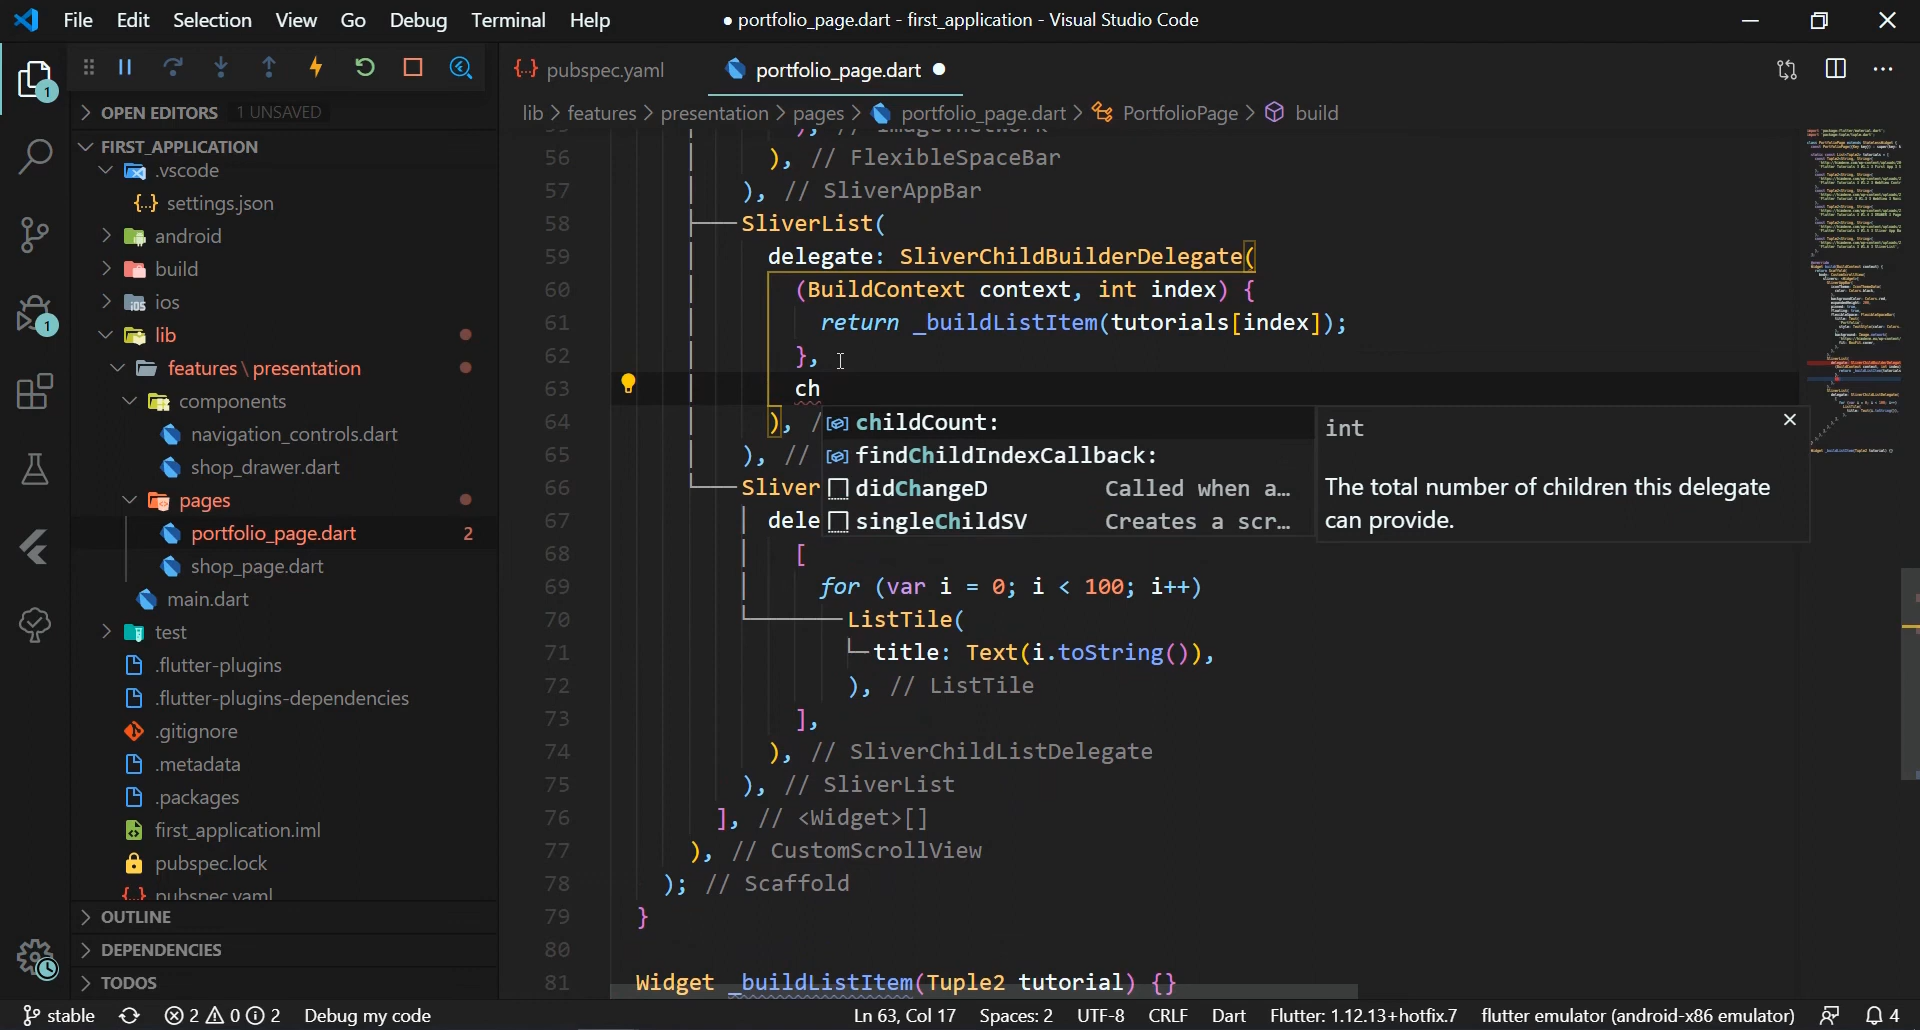 File Edit Selection View Go Debug Terminal Help
● portfolio_page.dart - first_application - Visual Studio Code
pubspec.yaml
portfolio_page.dart
lib > features > presentation > pages > portfolio_page.dart > PortfolioPage > build
1
OPEN EDITORS 1 UNSAVED
FIRST_APPLICATION
.vscode
settings.json
android
build
ios
1
lib
features \ presentation
components
navigation_controls.dart
shop_drawer.dart
pages
portfolio_page.dart 2
shop_page.dart
main.dart
test
.flutter-plugins
.flutter-plugins-dependencies
.gitignore
.metadata
.packages
first_application.iml
pubspec.lock
pubspec.yaml
OUTLINE
DEPENDENCIES
TODOS
56 ), // FlexibleSpaceBar
57 ), // SliverAppBar
58 SliverList(
59 delegate: SliverChildBuilderDelegate(
60 (BuildContext context, int index) {
61 return _buildListItem(tutorials[index]);
62 },
63 ch
64 ), /
65 ), //
66 Sliver
67 dele
68 [
69 for (var i = 0; i < 100; i++)
70 ListTile(
71 title: Text(i.toString()),
72 ), // ListTile
73 ],
74 ), // SliverChildListDelegate
75 ), // SliverList
76 ], // <Widget>[]
77 ), // CustomScrollView
78 ); // Scaffold
79 }
80
81 Widget _buildListItem(Tuple2 tutorial) {}
childCount:
findChildIndexCallback:
didChangeD Called when a…
singleChildSV Creates a scr…
int
The total number of children this delegate
can provide.
stable 2 0 2 Debug my code Ln 63, Col 17 Spaces: 2 UTF-8 CRLF Dart Flutter: 1.12.13+hotfix.7 flutter emulator (android-x86 emulator) 4